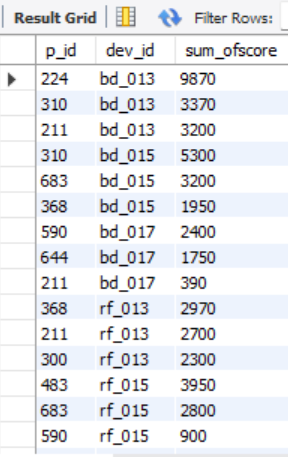 Result Grid Filter Rows:
p_id dev_id sum_ofscore
224 bd_013 9870
310 bd_013 3370
211 bd_013 3200
310 bd_015 5300
683 bd_015 3200
368 bd_015 1950
590 bd_017 2400
644 bd_017 1750
211 bd_017 390
368 rf_013 2970
211 rf_013 2700
300 rf_013 2300
483 rf_015 3950
683 rf_015 2800
590 rf_015 900